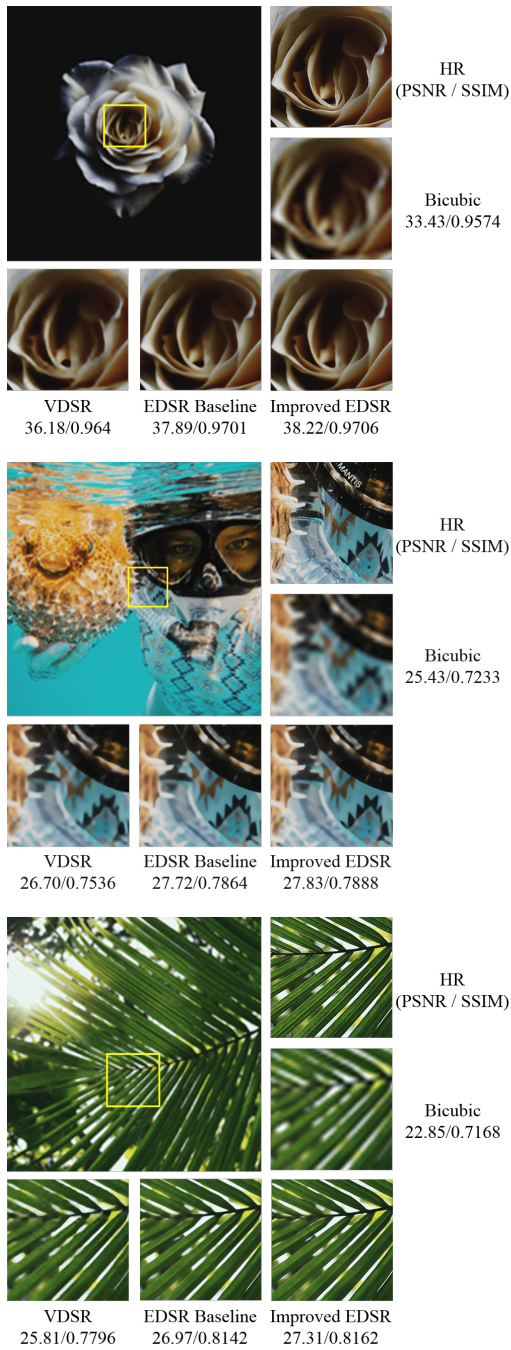 HR
(PSNR / SSIM)
Bicubic
33.43/0.9574
VDSR
36.18/0.964
EDSR Baseline
37.89/0.9701
Improved EDSR
38.22/0.9706
MANTIS
HR
(PSNR / SSIM)
Bicubic
25.43/0.7233
VDSR
26.70/0.7536
EDSR Baseline
27.72/0.7864
Improved EDSR
27.83/0.7888
HR
(PSNR / SSIM)
Bicubic
22.85/0.7168
VDSR
25.81/0.7796
EDSR Baseline
26.97/0.8142
Improved EDSR
27.31/0.8162